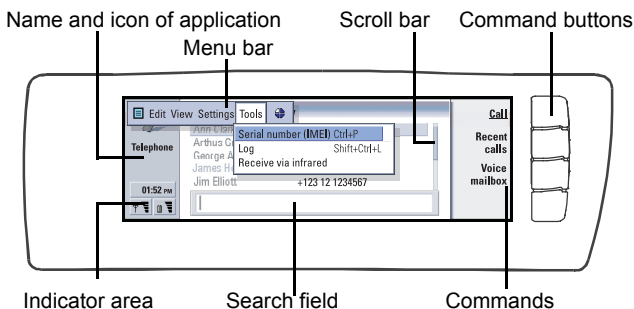 Name and icon of application
Scroll bar
Command buttons
Menu bar
Edit View Settings Tools
Call
Serial number (IMEI) Ctrl+P
Log Shift+Ctrl+L
Receive via infrared
Telephone
Recent
calls
Arthus G
George A
James H
Jim Elliott +123 12 1234567
Voice
mailbox
01:52 PM
Indicator area
Search field
Commands